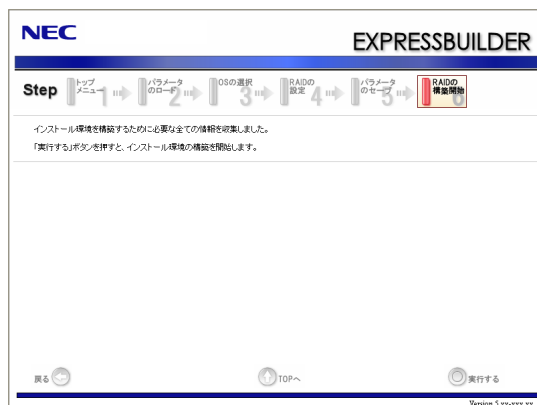 NEC
EXPRESSBUILDER
Step トップメニュー 1 パラメータのロード 2 OSの選択 3 RAIDの設定 4 パラメータのセーブ 5 RAIDの構築開始 6
インストール環境を構築するために必要な全ての情報を収集しました。
「実行する」ボタンを押すと、インストール環境の構築を開始します。
戻る TOPへ 実行する
Version 5.xx-xxx.xx